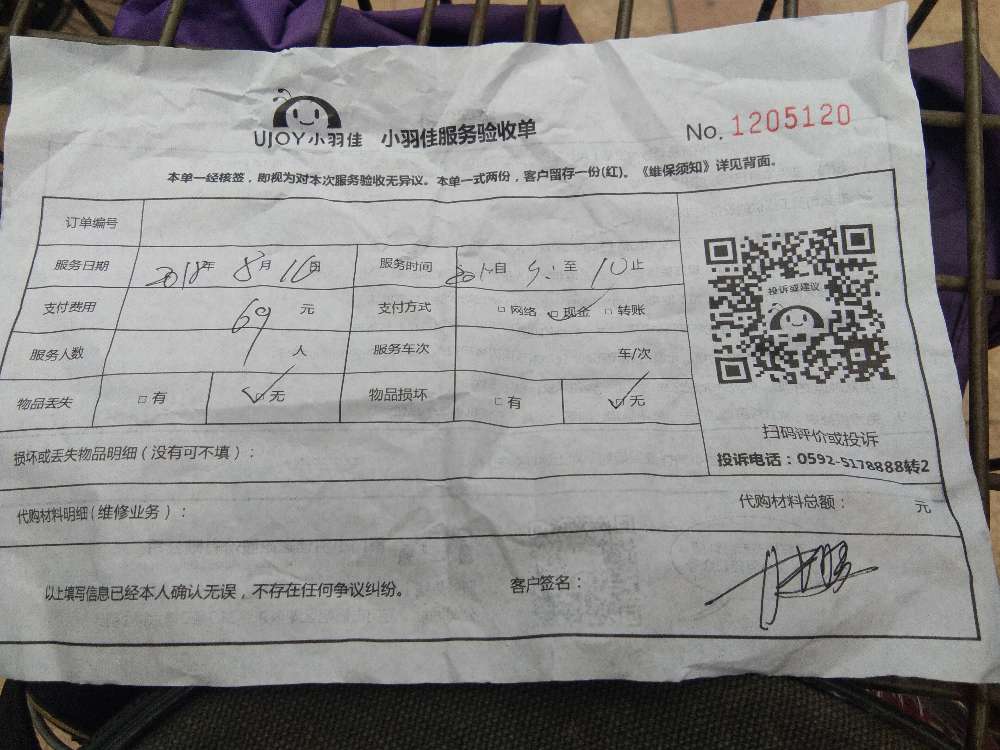 UJOY小羽佳 小羽佳服务验收单 No. 1205120
本单一经核签，即视为对本次服务验收无异议。本单一式两份，客户留存一份(红)。《维保须知》详见背面。
订单编号
服务日期 2018年 8月 16日 服务时间 自 至 10止
支付费用 69 元 支付方式 □网络 □现金 □转账
服务人数 人 服务车次 车/次
物品丢失 □有 □无 物品损坏 □有 □无
投诉或建议
扫码评价或投诉
投诉电话：0592-5178888转2
损坏或丢失物品明细（没有可不填）：
代购材料明细（维修业务）： 代购材料总额： 元
以上填写信息已经本人确认无误，不存在任何争议纠纷。 客户签名：